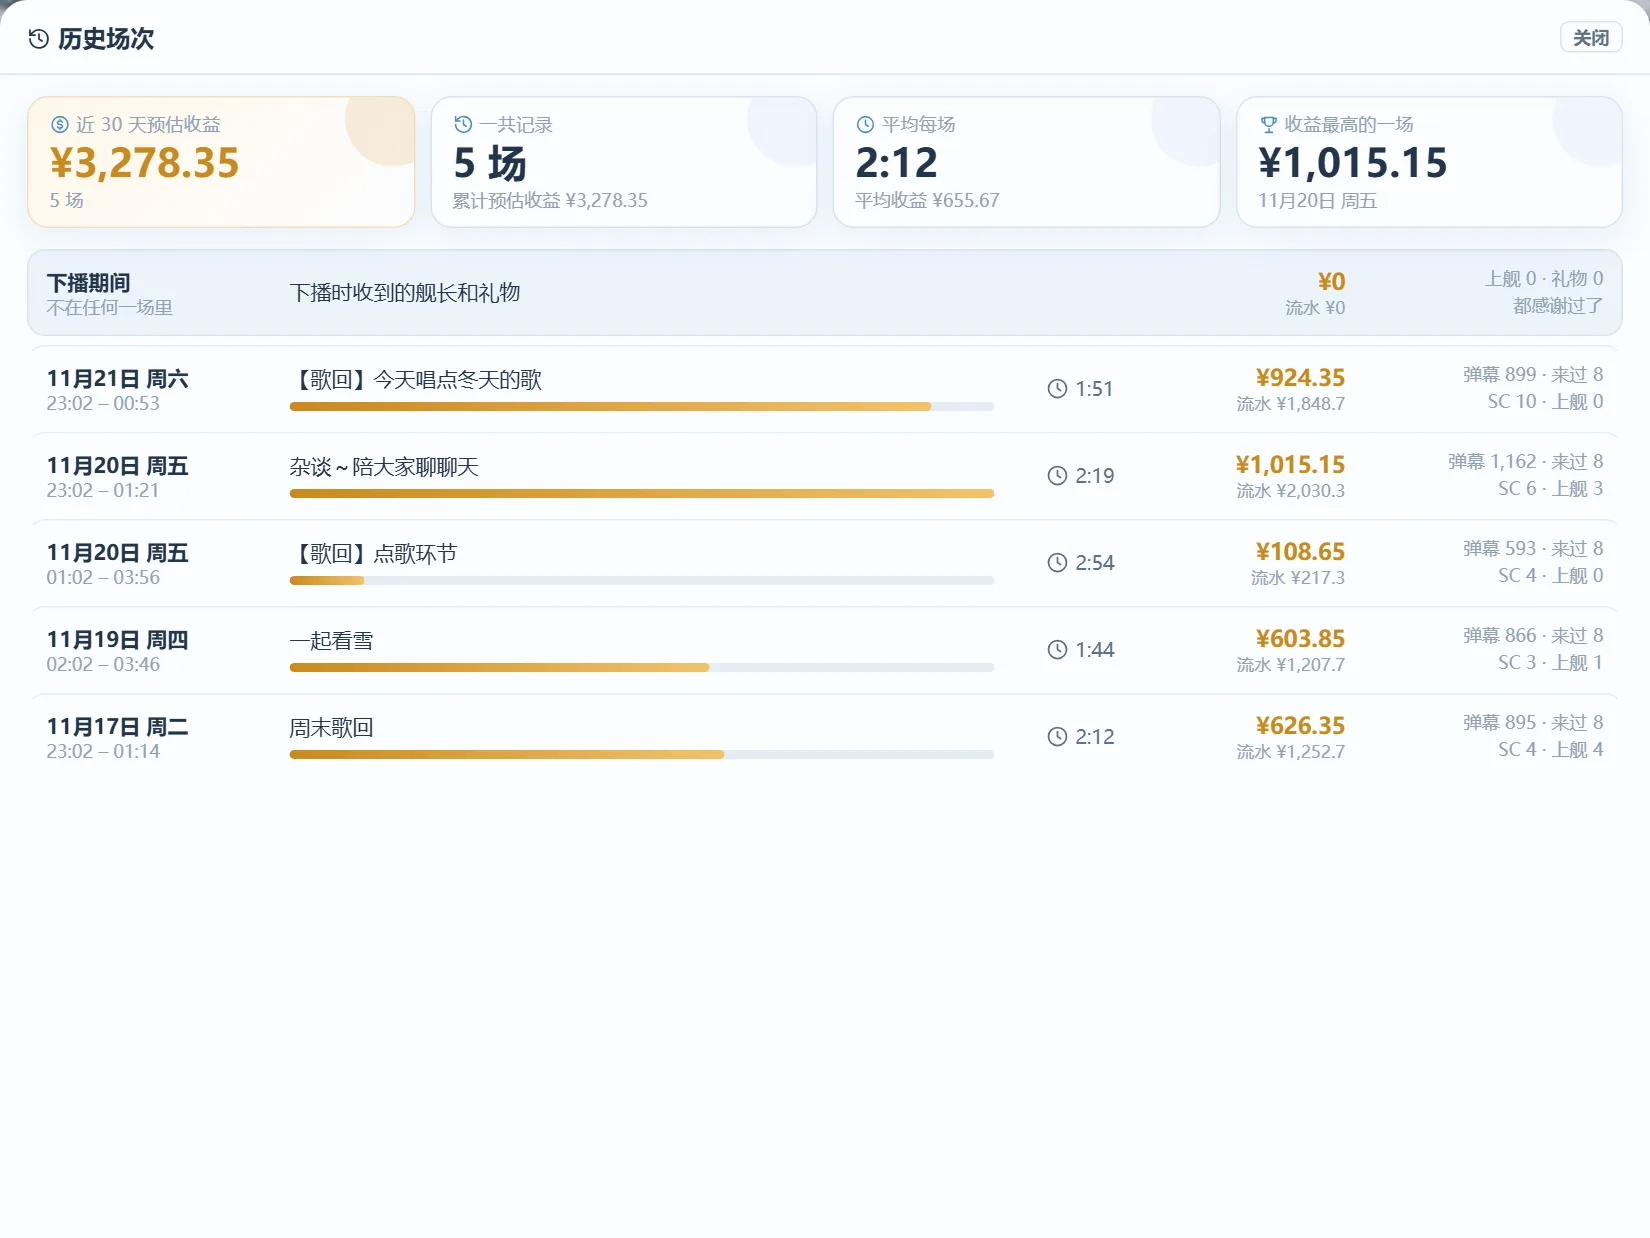 历史场次
关闭
近 30 天预估收益
¥3,278.35
5 场
一共记录
5 场
累计预估收益 ¥3,278.35
平均每场
2:12
平均收益 ¥655.67
收益最高的一场
¥1,015.15
11月20日 周五
下播期间
不在任何一场里
下播时收到的舰长和礼物
¥0
流水 ¥0
上舰 0 · 礼物 0
都感谢过了
11月21日 周六
23:02 – 00:53
【歌回】今天唱点冬天的歌
1:51
¥924.35
流水 ¥1,848.7
弹幕 899 · 来过 8
SC 10 · 上舰 0
11月20日 周五
23:02 – 01:21
杂谈～陪大家聊聊天
2:19
¥1,015.15
流水 ¥2,030.3
弹幕 1,162 · 来过 8
SC 6 · 上舰 3
11月20日 周五
01:02 – 03:56
【歌回】点歌环节
2:54
¥108.65
流水 ¥217.3
弹幕 593 · 来过 8
SC 4 · 上舰 0
11月19日 周四
02:02 – 03:46
一起看雪
1:44
¥603.85
流水 ¥1,207.7
弹幕 866 · 来过 8
SC 3 · 上舰 1
11月17日 周二
23:02 – 01:14
周末歌回
2:12
¥626.35
流水 ¥1,252.7
弹幕 895 · 来过 8
SC 4 · 上舰 4